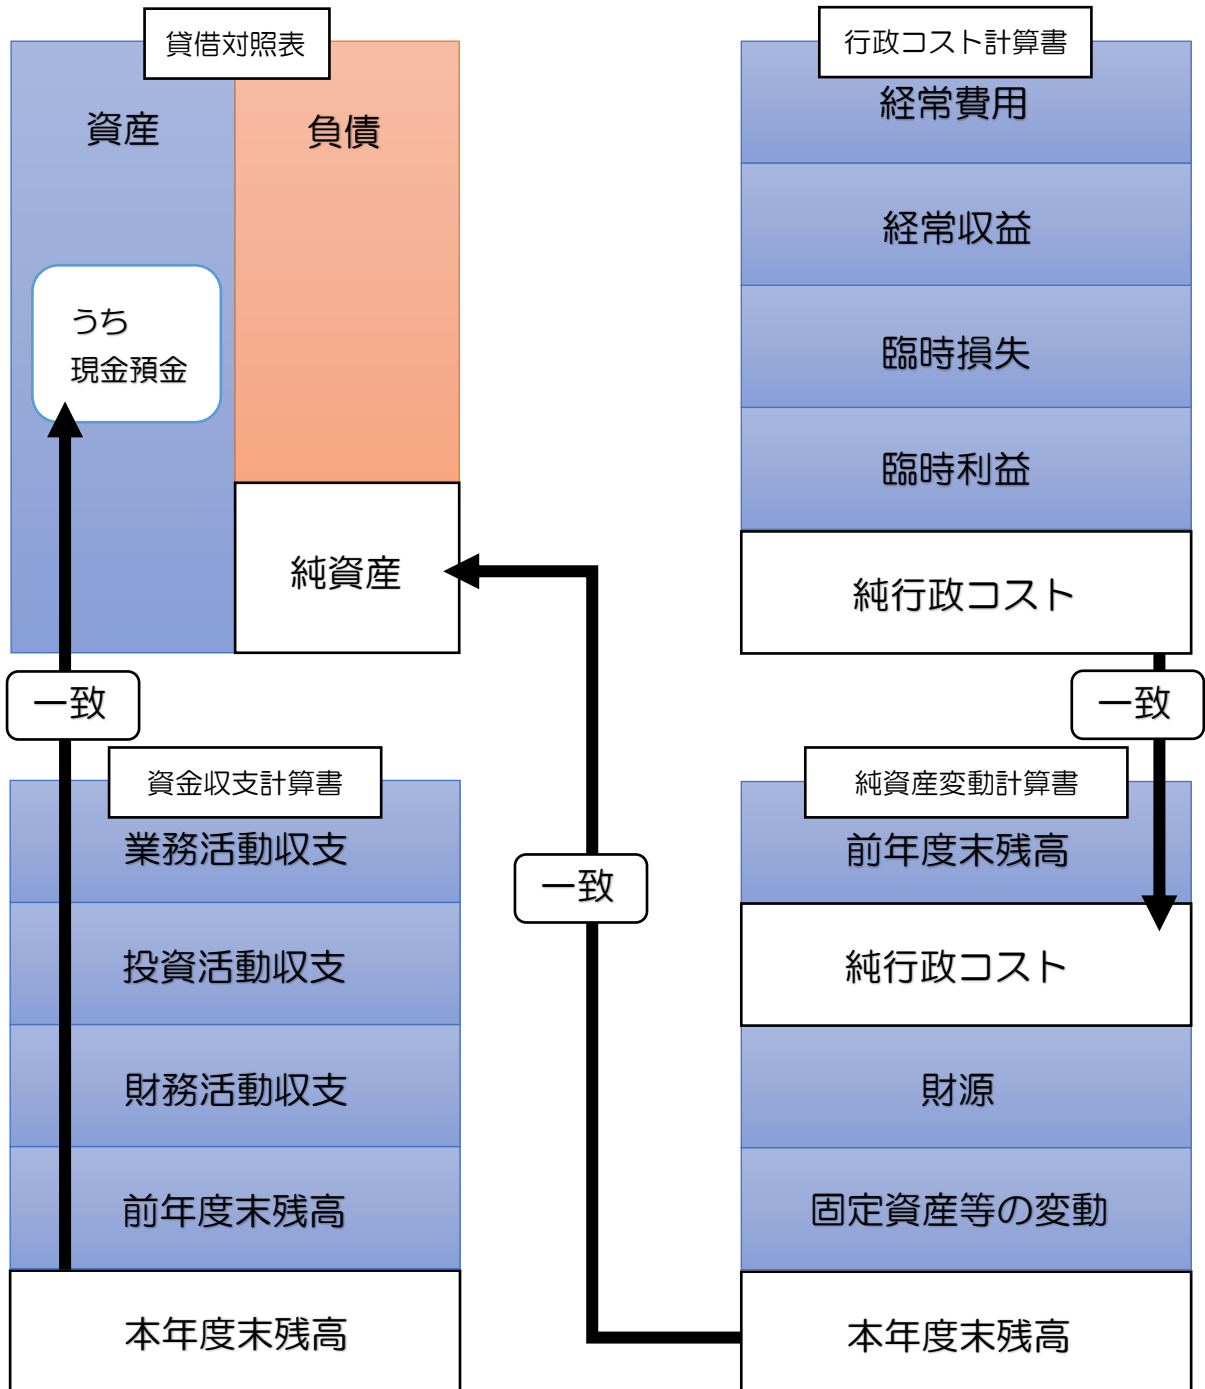 貸借対照表
資産
負債
うち
現金預金
純資産
一致
資金収支計算書
業務活動収支
投資活動収支
財務活動収支
前年度末残高
本年度末残高
一致
行政コスト計算書
経常費用
経常収益
臨時損失
臨時利益
純行政コスト
一致
純資産変動計算書
前年度末残高
純行政コスト
財源
固定資産等の変動
本年度末残高